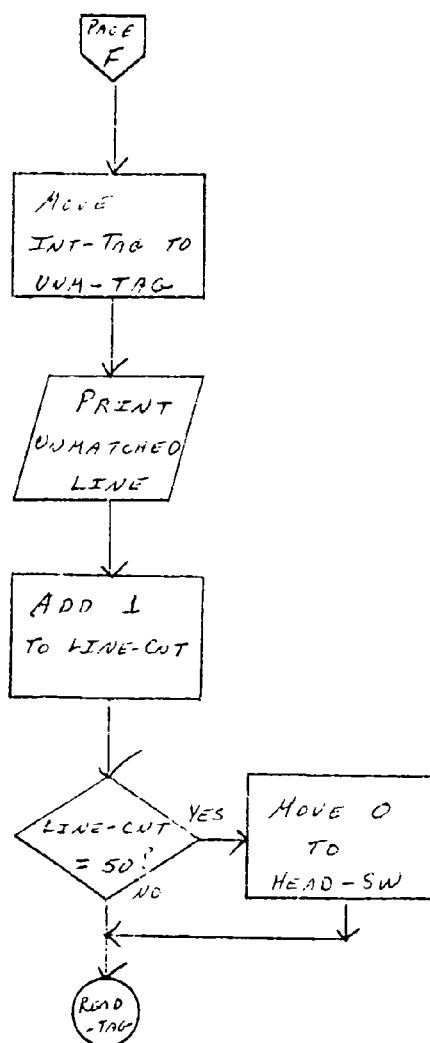 PAGE
F
MOVE
INT-TAG TO
UNM-TAG
PRINT
UNMATCHED
LINE
ADD 1
TO LINE-CNT
LINE-CNT
= 50?
YES
NO
MOVE 0
TO
HEAD-SW
READ
-TAG